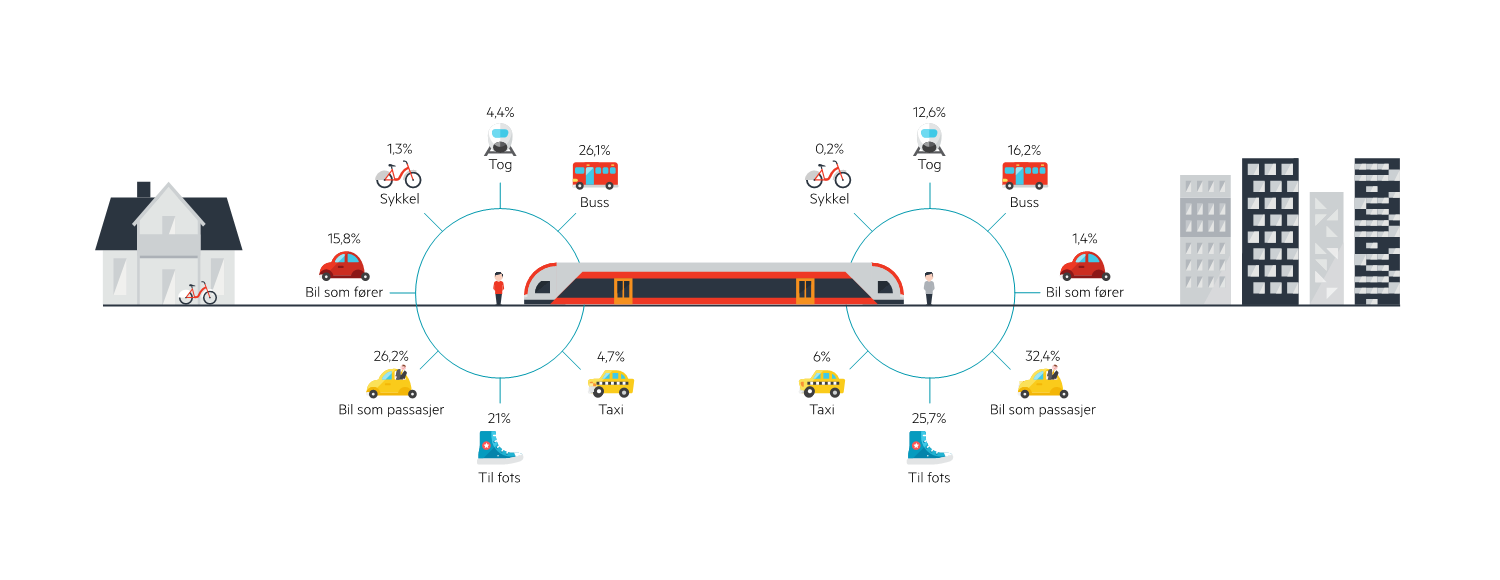 4,4%
Tog
1,3%
Sykkel
26,1%
Buss
15,8%
Bil som fører
26,2%
Bil som passasjer
4,7%
Taxi
21%
Til fots
12,6%
Tog
0,2%
Sykkel
16,2%
Buss
1,4%
Bil som fører
6%
Taxi
32,4%
Bil som passasjer
25,7%
Til fots